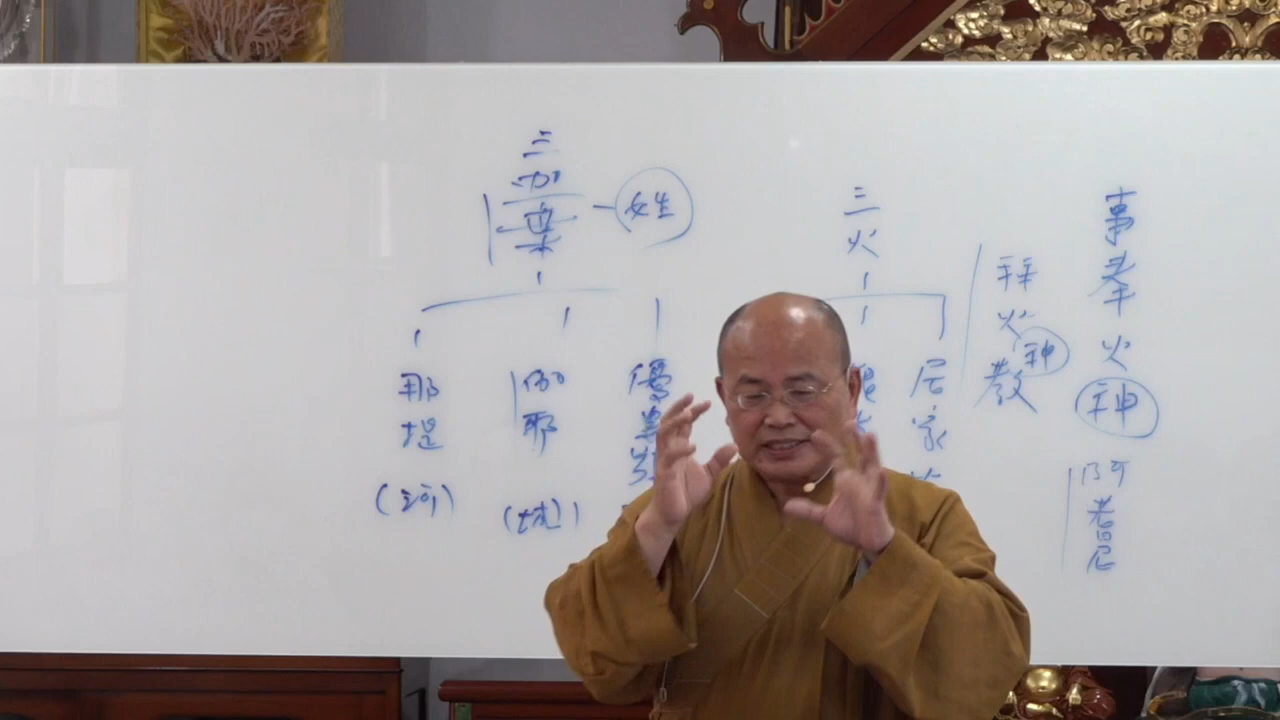 事奉火神
阿耆尼
拜火教
神
三火
居家
三迦葉
姓
優
伽耶
(城)
那提
(河)